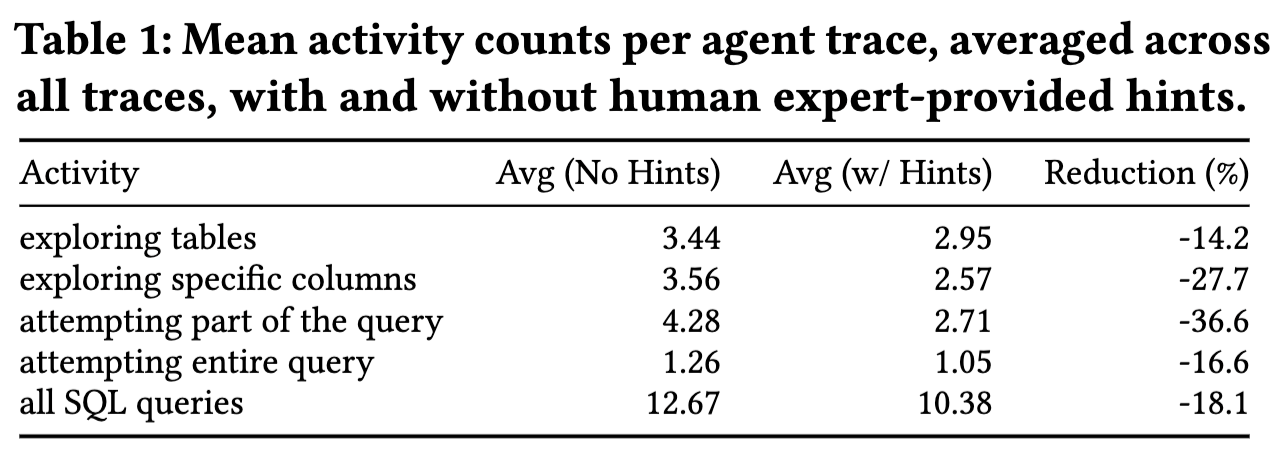 Table 1: Mean activity counts per agent trace, averaged across
all traces, with and without human expert-provided hints.
Activity Avg (No Hints) Avg (w/ Hints) Reduction (%)
exploring tables 3.44 2.95 -14.2
exploring specific columns 3.56 2.57 -27.7
attempting part of the query 4.28 2.71 -36.6
attempting entire query 1.26 1.05 -16.6
all SQL queries 12.67 10.38 -18.1